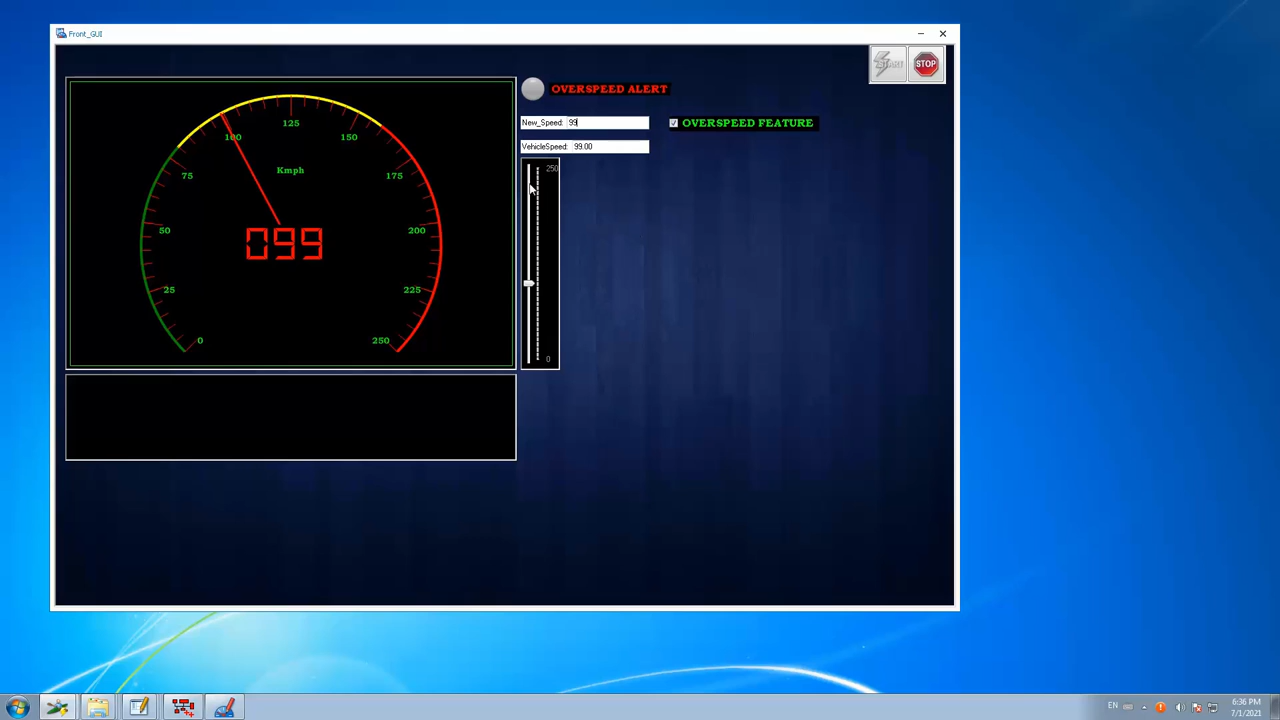 Front_GUI
START
STOP
OVERSPEED ALERT
New_Speed: 99
OVERSPEED FEATURE
VehicleSpeed: 99.00
125
100
150
Kmph
75
175
50
200
099
25
225
0
250
250
0
EN
6:36 PM
7/1/2021